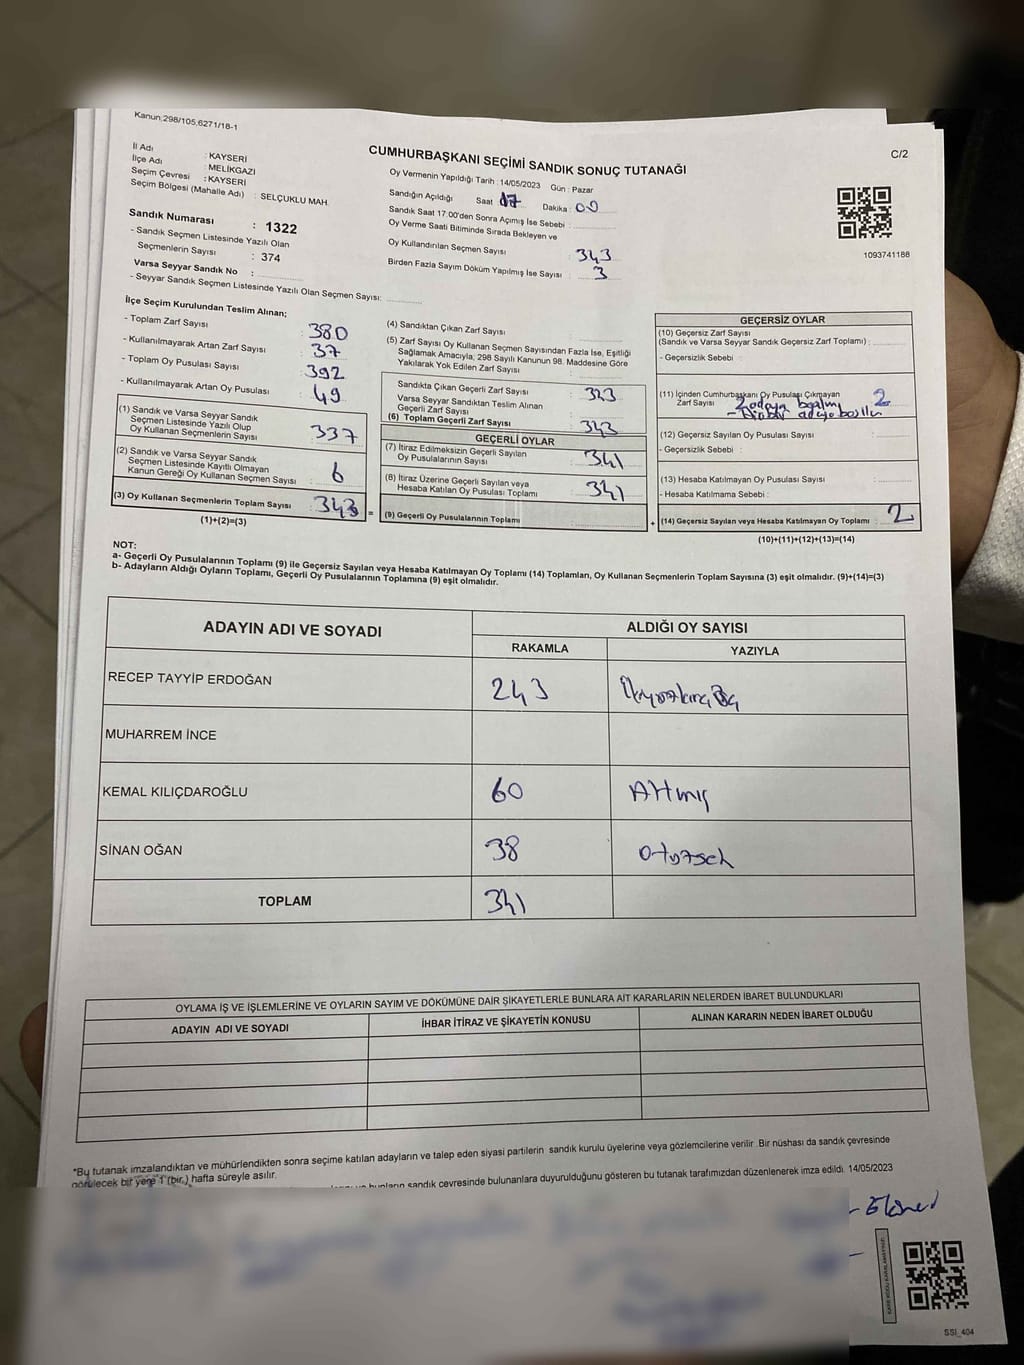 Kanun:298/105,6271/18-1
C/2
CUMHURBAŞKANI SEÇİMİ SANDIK SONUÇ TUTANAĞI
İl Adı : KAYSERİ
İlçe Adı : MELİKGAZİ
Seçim Çevresi : KAYSERİ
Seçim Bölgesi (Mahalle Adı) : SELÇUKLU MAH.
Sandık Numarası : 1322
- Sandık Seçmen Listesinde Yazılı Olan
Seçmenlerin Sayısı : 374
Varsa Seyyar Sandık No :
- Seyyar Sandık Seçmen Listesinde Yazılı Olan Seçmen Sayısı:
Oy Vermenin Yapıldığı Tarih : 14/05/2023 Gün : Pazar
Sandığın Açıldığı Saat 17 Dakika : 00
Sandık Saat 17.00'den Sonra Açımış İse Sebebi :
Oy Verme Saati Bitiminde Sırada Bekleyen ve
Oy Kullandırılan Seçmen Sayısı : 343
Birden Fazla Sayım Döküm Yapılmış İse Sayısı : 3
1093741188
İlçe Seçim Kurulundan Teslim Alınan;
- Toplam Zarf Sayısı : 380
- Kullanılmayarak Artan Zarf Sayısı : 37
- Toplam Oy Pusulası Sayısı : 392
- Kullanılmayarak Artan Oy Pusulası : 49
(1) Sandık ve Varsa Seyyar Sandık
Seçmen Listesinde Yazılı Olup
Oy Kullanan Seçmenlerin Sayısı : 337
(2) Sandık ve Varsa Seyyar Sandık
Seçmen Listesinde Kayıtlı Olmayan
Kanun Gereği Oy Kullanan Seçmen Sayısı : 6
(3) Oy Kullanan Seçmenlerin Toplam Sayısı : 343 =
(1)+(2)=(3)
(4) Sandıktan Çıkan Zarf Sayısı :
(5) Zarf Sayısı Oy Kullanan Seçmen Sayısından Fazla İse, Eşitliği
Sağlamak Amacıyla; 298 Sayılı Kanunun 98. Maddesine Göre
Yakılarak Yok Edilen Zarf Sayısı :
Sandıkta Çıkan Geçerli Zarf Sayısı : 323
Varsa Seyyar Sandıktan Teslim Alınan
Geçerli Zarf Sayısı :
(6) Toplam Geçerli Zarf Sayısı : 343
GEÇERLİ OYLAR
(7) İtiraz Edilmeksizin Geçerli Sayılan
Oy Pusulalarının Sayısı : 341
(8) İtiraz Üzerine Geçerli Sayılan veya
Hesaba Katılan Oy Pusulası Toplamı : 341
(9) Geçerli Oy Pusulalarının Toplamı : +
GEÇERSİZ OYLAR
(10) Geçersiz Zarf Sayısı
(Sandık ve Varsa Seyyar Sandık Geçersiz Zarf Toplamı) :
- Geçersizlik Sebebi :
(11) İçinden Cumhurbaşkanı Oy Pusulası Çıkmayan
Zarf Sayısı 2
(12) Geçersiz Sayılan Oy Pusulası Sayısı :
- Geçersizlik Sebebi :
(13) Hesaba Katılmayan Oy Pusulası Sayısı :
- Hesaba Katılmama Sebebi :
(14) Geçersiz Sayılan veya Hesaba Katılmayan Oy Toplamı : 2
(10)+(11)+(12)+(13)=(14)
NOT:
a- Geçerli Oy Pusulalarının Toplamı (9) ile Geçersiz Sayılan veya Hesaba Katılmayan Oy Toplamı (14) Toplamları, Oy Kullanan Seçmenlerin Toplam Sayısına (3) eşit olmalıdır. (9)+(14)=(3)
b- Adayların Aldığı Oyların Toplamı, Geçerli Oy Pusulalarının Toplamına (9) eşit olmalıdır.
ADAYIN ADI VE SOYADI
ALDIĞI OY SAYISI
RAKAMLA YAZIYLA
RECEP TAYYİP ERDOĞAN 243
MUHARREM İNCE
KEMAL KILIÇDAROĞLU 60 Altmış
SİNAN OĞAN 38 otuzsek
TOPLAM 341
OYLAMA İŞ VE İŞLEMLERİNE VE OYLARIN SAYIM VE DÖKÜMÜNE DAİR ŞİKAYETLERLE BUNLARA AİT KARARLARIN NELERDEN İBARET BULUNDUKLARI
ADAYIN ADI VE SOYADI İHBAR İTİRAZ VE ŞİKAYETİN KONUSU ALINAN KARARIN NEDEN İBARET OLDUĞU
*Bu tutanak imzalandıktan ve mühürlendikten sonra seçime katılan adayların ve talep eden siyasi partilerin sandık kurulu üyelerine veya gözlemcilerine verilir. Bir nüshası da sandık çevresinde
görülecek bir yere 1 (bir.) hafta süreyle asılır.
bunların sandık çevresinde bulunanlara duyurulduğunu gösteren bu tutanak tarafımızdan düzenlenerek imza edildi. 14/05/2023
SSI_404